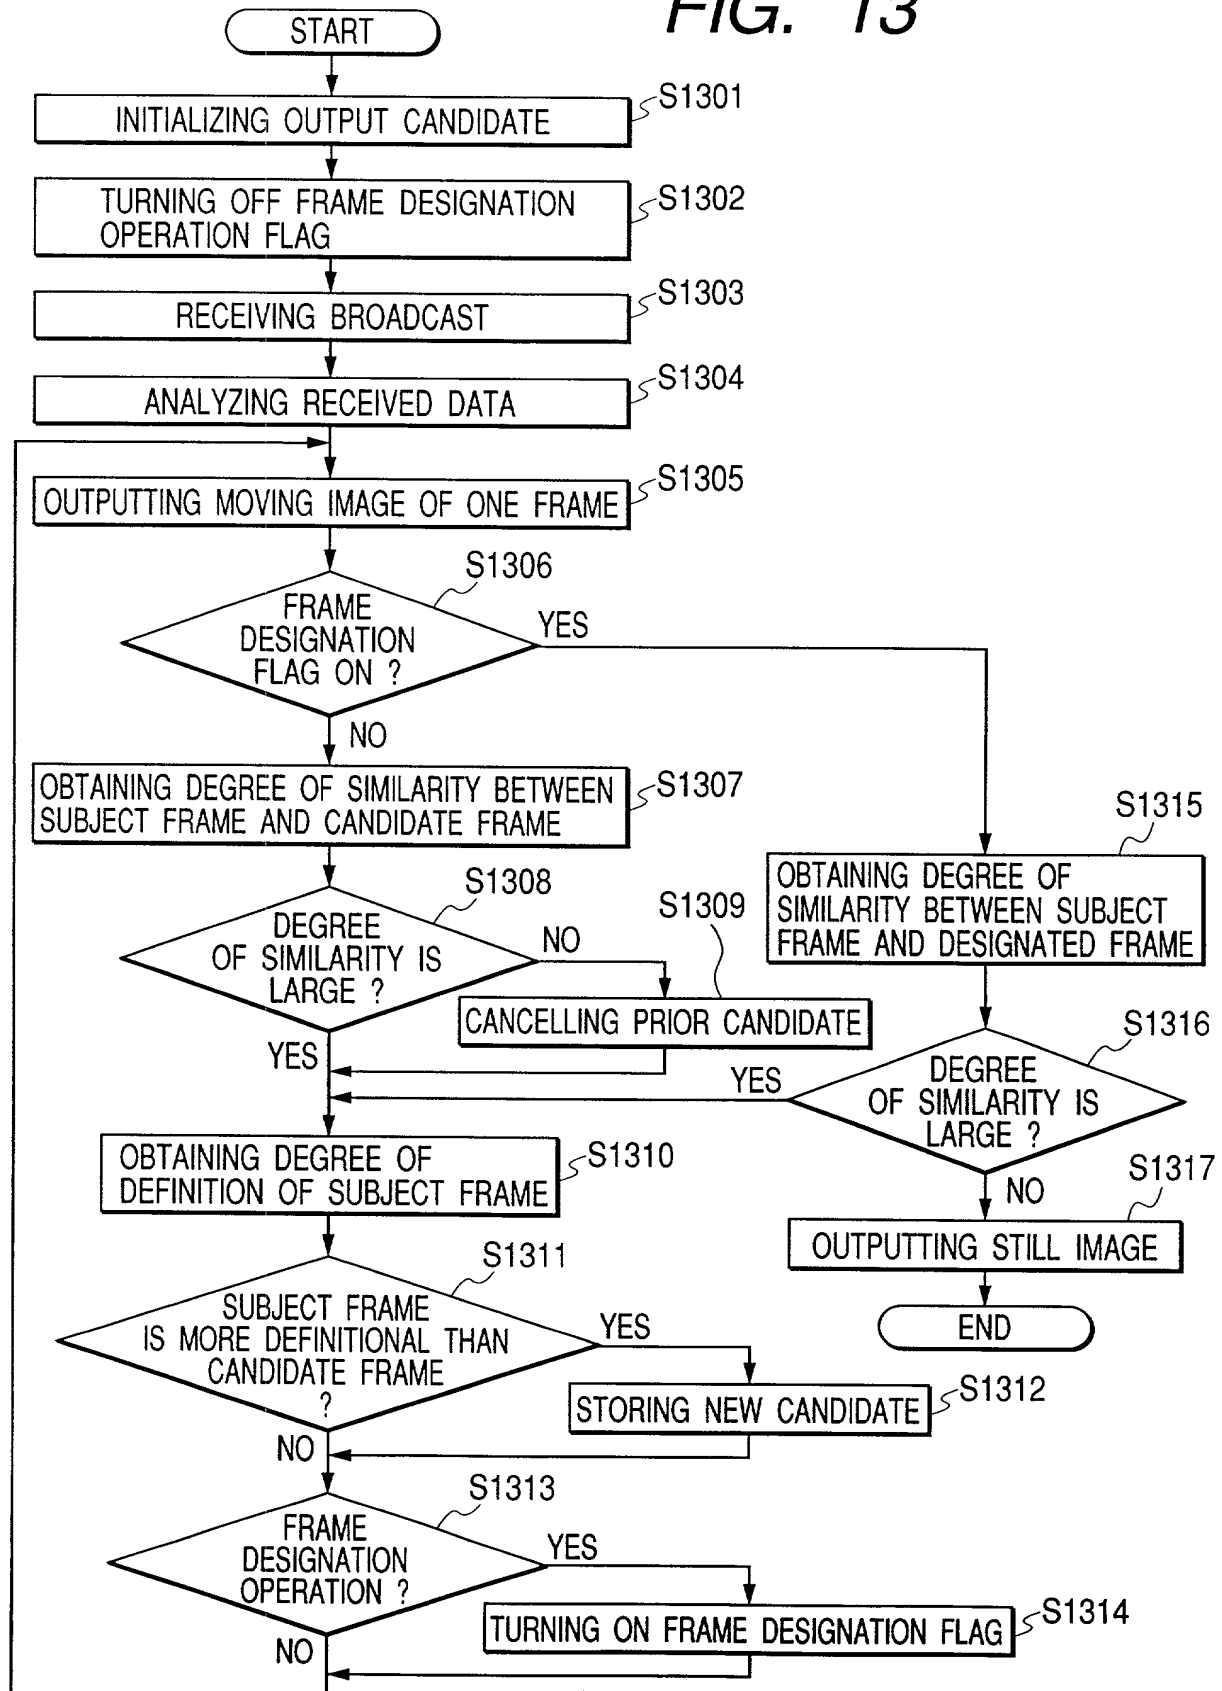 FIG. 13
START
S1301
INITIALIZING OUTPUT CANDIDATE
S1302
TURNING OFF FRAME DESIGNATION
OPERATION FLAG
S1303
RECEIVING BROADCAST
S1304
ANALYZING RECEIVED DATA
S1305
OUTPUTTING MOVING IMAGE OF ONE FRAME
S1306
FRAME
DESIGNATION
FLAG ON ?
YES
NO
S1307
OBTAINING DEGREE OF SIMILARITY BETWEEN
SUBJECT FRAME AND CANDIDATE FRAME
S1308
DEGREE
OF SIMILARITY IS
LARGE ?
NO
YES
S1309
CANCELLING PRIOR CANDIDATE
S1315
OBTAINING DEGREE OF
SIMILARITY BETWEEN SUBJECT
FRAME AND DESIGNATED FRAME
S1316
DEGREE
OF SIMILARITY IS
LARGE ?
YES
NO
S1317
OUTPUTTING STILL IMAGE
END
S1310
OBTAINING DEGREE OF
DEFINITION OF SUBJECT FRAME
S1311
SUBJECT FRAME
IS MORE DEFINITIONAL THAN
CANDIDATE FRAME
?
YES
NO
S1312
STORING NEW CANDIDATE
S1313
FRAME
DESIGNATION
OPERATION ?
YES
NO
S1314
TURNING ON FRAME DESIGNATION FLAG